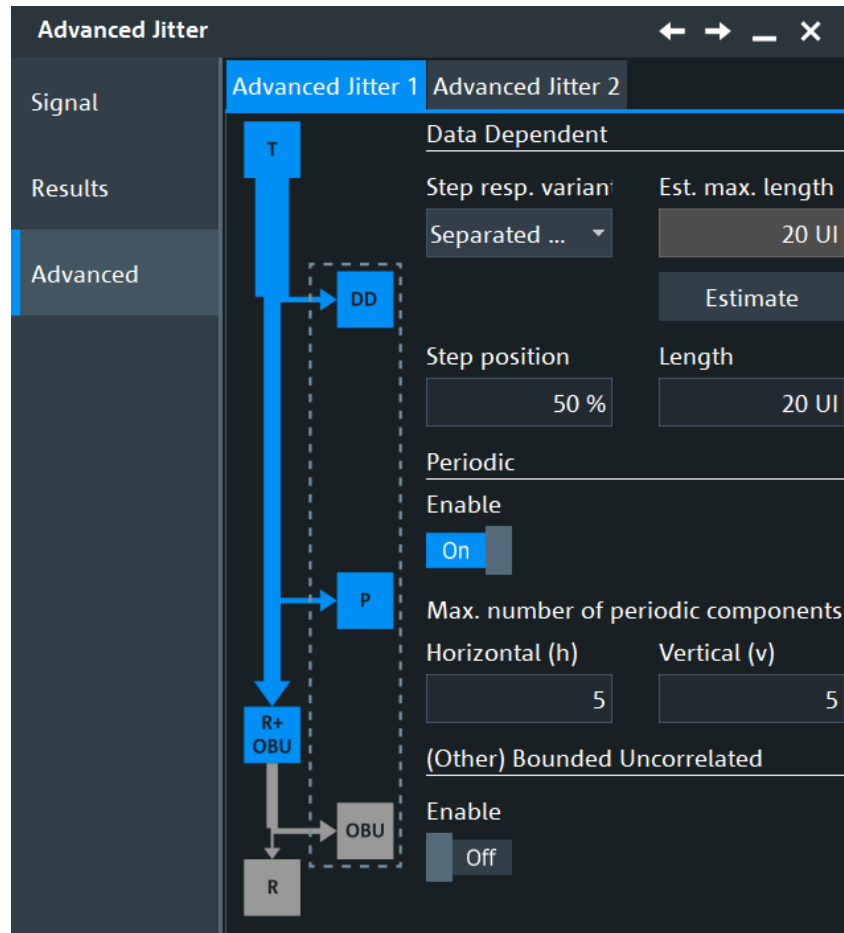 Advanced Jitter
Signal
Results
Advanced
Advanced Jitter 1
Advanced Jitter 2
T
DD
P
R+
OBU
OBU
R
Data Dependent
Step resp. variant
Est. max. length
Separated ...
20 UI
Estimate
Step position
Length
50 %
20 UI
Periodic
Enable
On
Max. number of periodic components
Horizontal (h)
Vertical (v)
5
5
(Other) Bounded Uncorrelated
Enable
Off